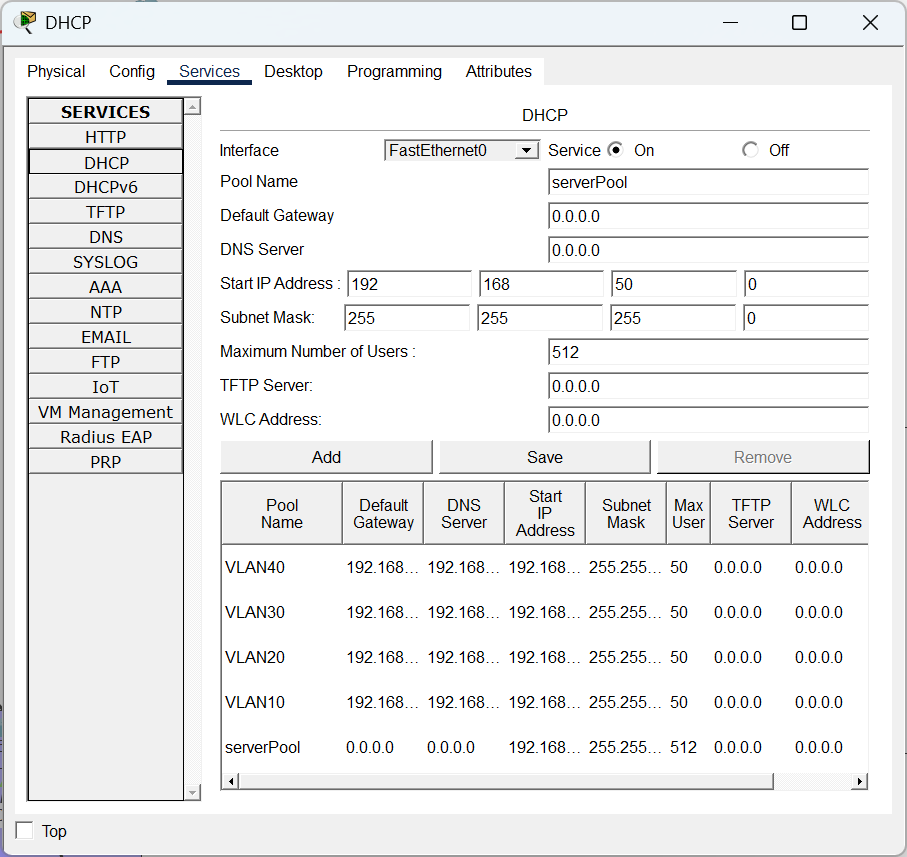 DHCP
Physical Config Services Desktop Programming Attributes
SERVICES
HTTP
DHCP
DHCPv6
TFTP
DNS
SYSLOG
AAA
NTP
EMAIL
FTP
IoT
VM Management
Radius EAP
PRP
DHCP
Interface FastEthernet0 Service On Off
Pool Name serverPool
Default Gateway 0.0.0.0
DNS Server 0.0.0.0
Start IP Address : 192 168 50 0
Subnet Mask: 255 255 255 0
Maximum Number of Users : 512
TFTP Server: 0.0.0.0
WLC Address: 0.0.0.0
Add Save Remove
Pool Name Default Gateway DNS Server Start IP Address Subnet Mask Max User TFTP Server WLC Address
VLAN40 192.168... 192.168... 192.168... 255.255... 50 0.0.0.0 0.0.0.0
VLAN30 192.168... 192.168... 192.168... 255.255... 50 0.0.0.0 0.0.0.0
VLAN20 192.168... 192.168... 192.168... 255.255... 50 0.0.0.0 0.0.0.0
VLAN10 192.168... 192.168... 192.168... 255.255... 50 0.0.0.0 0.0.0.0
serverPool 0.0.0.0 0.0.0.0 192.168... 255.255... 512 0.0.0.0 0.0.0.0
Top